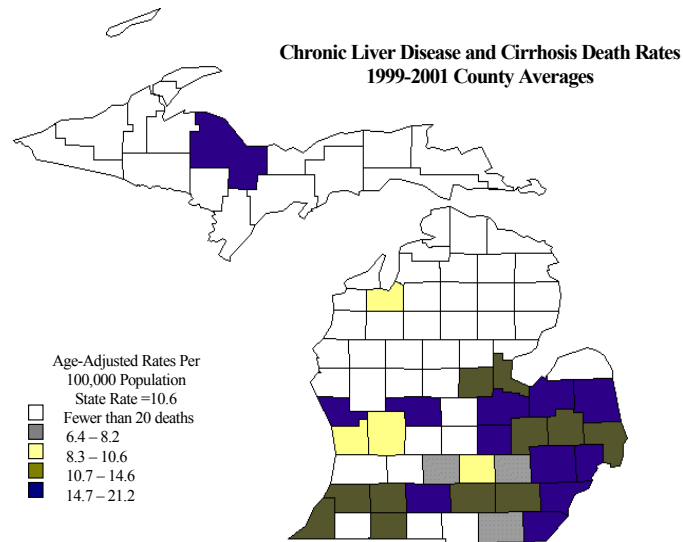 Chronic Liver Disease and Cirrhosis Death Rates
1999-2001 County Averages
Age-Adjusted Rates Per
100,000 Population
State Rate =10.6
Fewer than 20 deaths
6.4 – 8.2
8.3 – 10.6
10.7 – 14.6
14.7 – 21.2